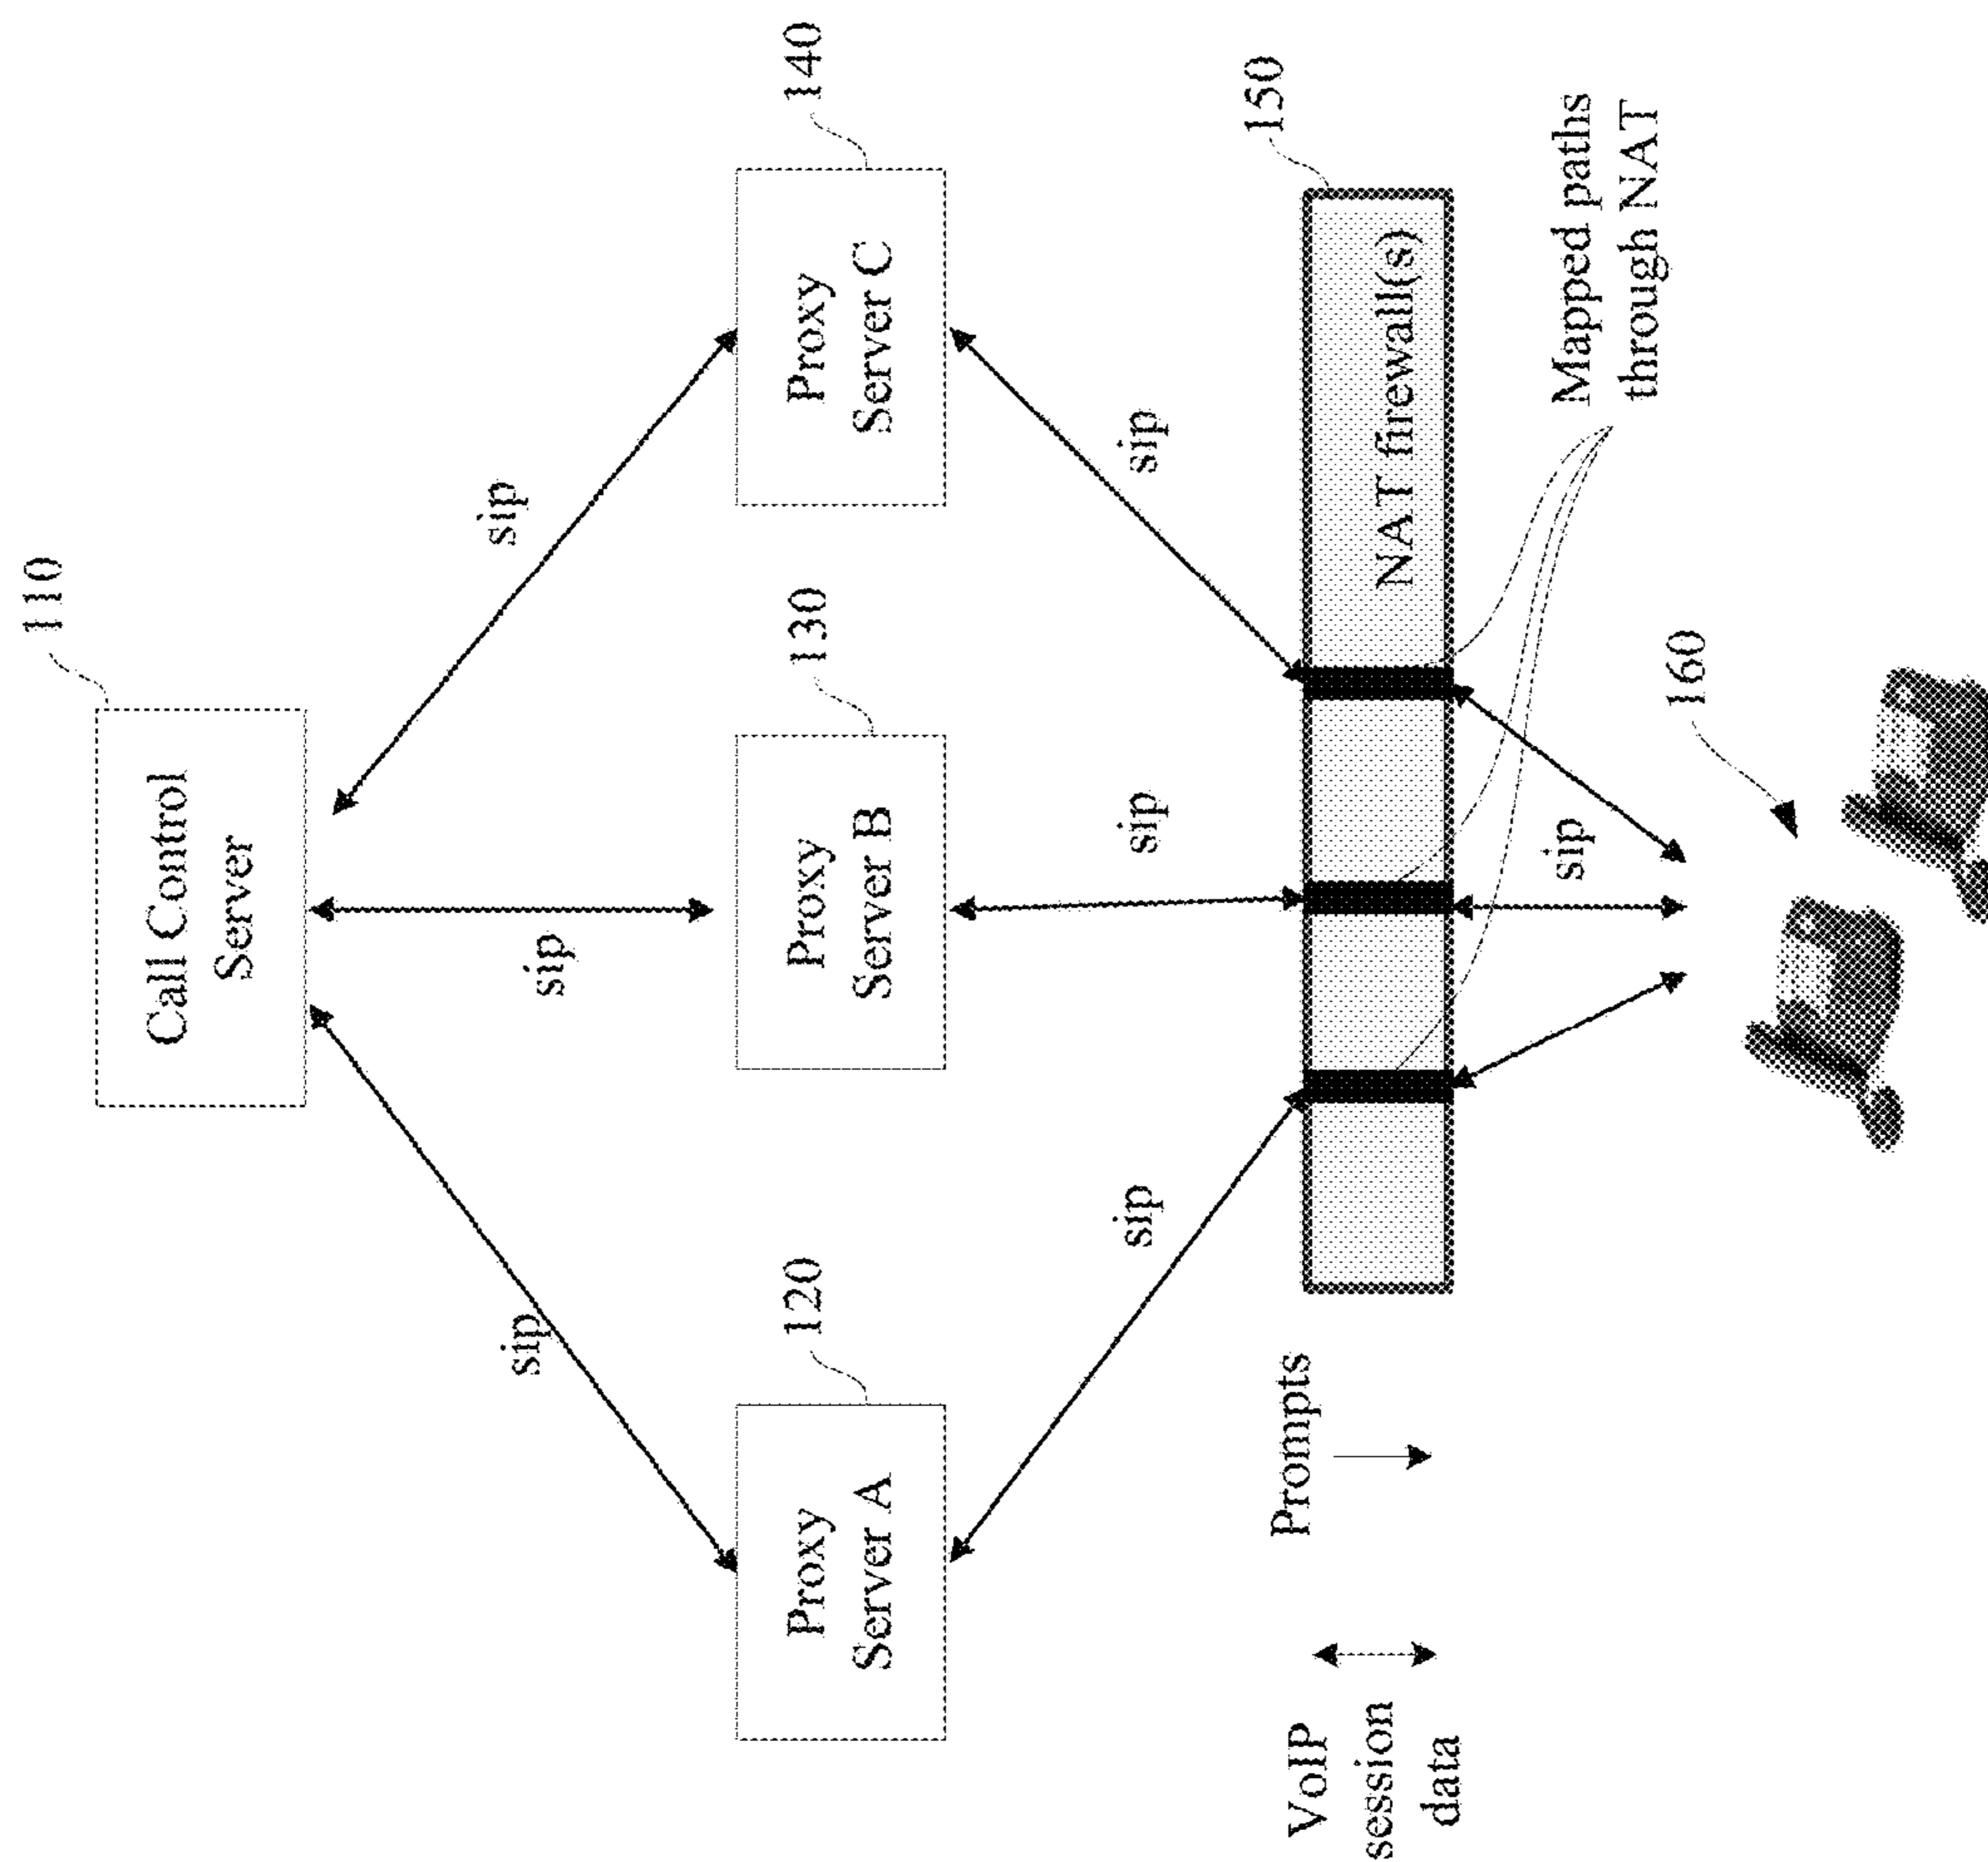 110
Call Control
Server
sip
sip
sip
120
130
140
Proxy
Server A
Proxy
Server B
Proxy
Server C
sip
sip
sip
150
NAT firewall(s)
Prompts
VoIP
session
data
Mapped paths
through NAT
sip
160